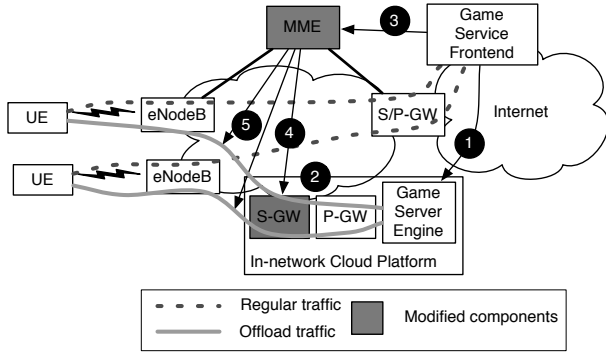 MME
3
Game
Service
Frontend
UE
eNodeB
5
4
S/P-GW
Internet
1
UE
eNodeB
2
S-GW
P-GW
Game
Server
Engine
In-network Cloud Platform
Regular traffic
Offload traffic
Modified components